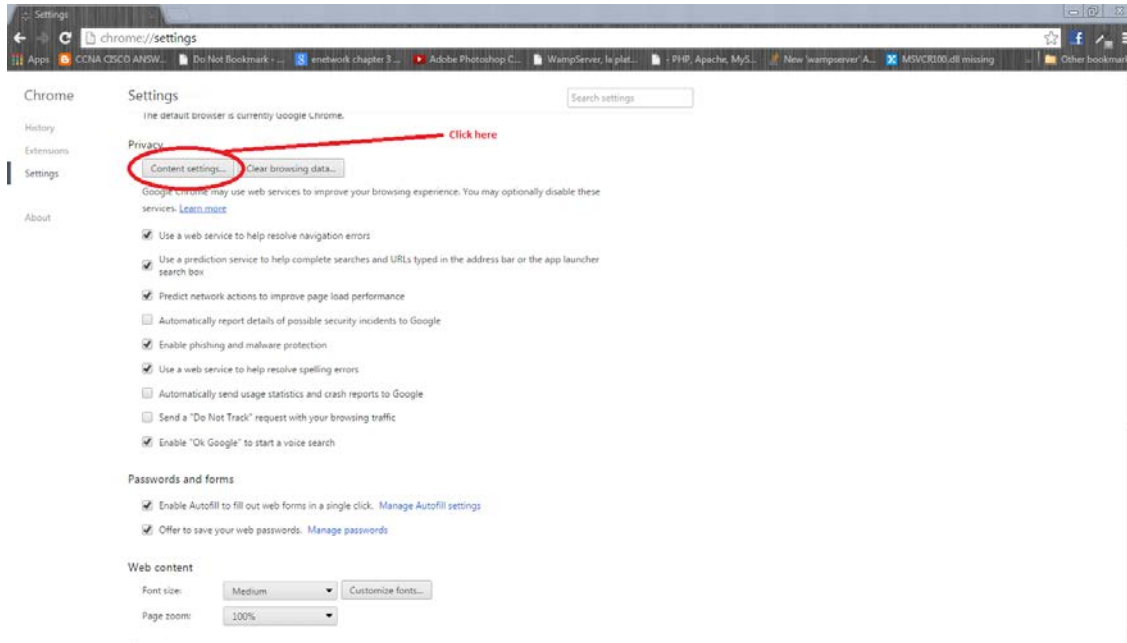 Settings
chrome://settings
Apps CCNA CISCO ANSW... Do Not Bookmark - ... enetwork chapter 3 ... Adobe Photoshop C... WampServer, la plat... - PHP, Apache, MyS... New 'wampserver' A... MSVCR100.dll missing Other bookmar
Chrome
History
Extensions
Settings
About
Settings
Search settings
The default browser is currently Google Chrome.
Click here
Privacy
Content settings... Clear browsing data...
Google Chrome may use web services to improve your browsing experience. You may optionally disable these
services. Learn more
Use a web service to help resolve navigation errors
Use a prediction service to help complete searches and URLs typed in the address bar or the app launcher
search box
Predict network actions to improve page load performance
Automatically report details of possible security incidents to Google
Enable phishing and malware protection
Use a web service to help resolve spelling errors
Automatically send usage statistics and crash reports to Google
Send a "Do Not Track" request with your browsing traffic
Enable "Ok Google" to start a voice search
Passwords and forms
Enable Autofill to fill out web forms in a single click. Manage Autofill settings
Offer to save your web passwords. Manage passwords
Web content
Font size: Medium Customize fonts...
Page zoom: 100%